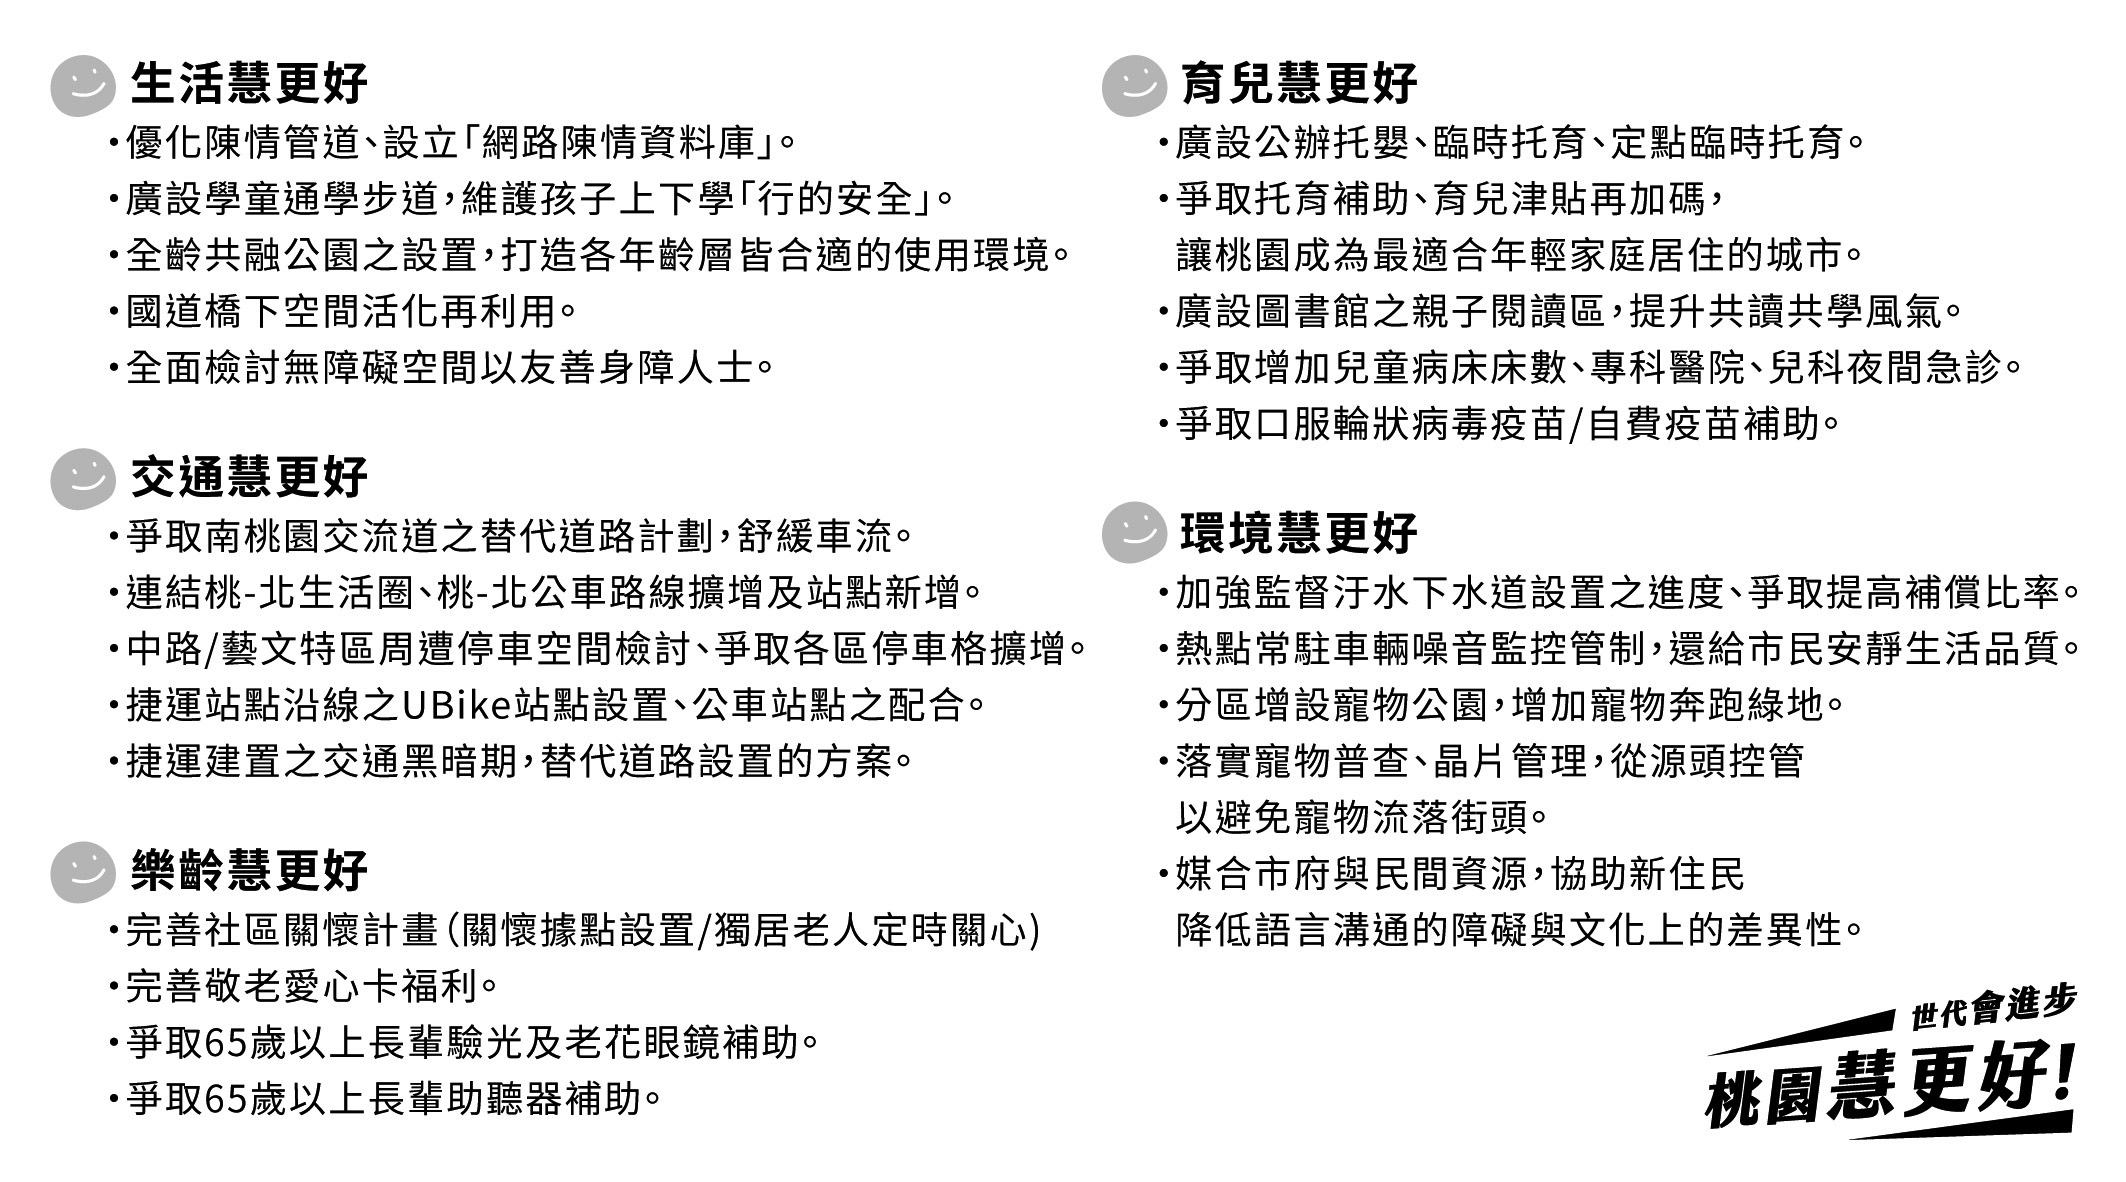 生活慧更好
•優化陳情管道、設立「網路陳情資料庫」。
•廣設學童通學步道，維護孩子上下學「行的安全」。
•全齡共融公園之設置，打造各年齡層皆合適的使用環境。
•國道橋下空間活化再利用。
•全面檢討無障礙空間以友善身障人士。
交通慧更好
•爭取南桃園交流道之替代道路計劃，舒緩車流。
•連結桃-北生活圈、桃-北公車路線擴增及站點新增。
•中路/藝文特區周遭停車空間檢討、爭取各區停車格擴增。
•捷運站點沿線之UBike站點設置、公車站點之配合。
•捷運建置之交通黑暗期，替代道路設置的方案。
樂齡慧更好
•完善社區關懷計畫（關懷據點設置/獨居老人定時關心）
•完善敬老愛心卡福利。
•爭取65歲以上長輩驗光及老花眼鏡補助。
•爭取65歲以上長輩助聽器補助。
育兒慧更好
•廣設公辦托嬰、臨時托育、定點臨時托育。
•爭取托育補助、育兒津貼再加碼，
讓桃園成為最適合年輕家庭居住的城市。
•廣設圖書館之親子閱讀區，提升共讀共學風氣。
•爭取增加兒童病床床數、專科醫院、兒科夜間急診。
•爭取口服輪狀病毒疫苗/自費疫苗補助。
環境慧更好
•加強監督汙水下水道設置之進度、爭取提高補償比率。
•熱點常駐車輛噪音監控管制，還給市民安靜生活品質。
•分區增設寵物公園，增加寵物奔跑綠地。
•落實寵物普查、晶片管理，從源頭控管
以避免寵物流落街頭。
•媒合市府與民間資源，協助新住民
降低語言溝通的障礙與文化上的差異性。
世代會進步
桃園慧更好！